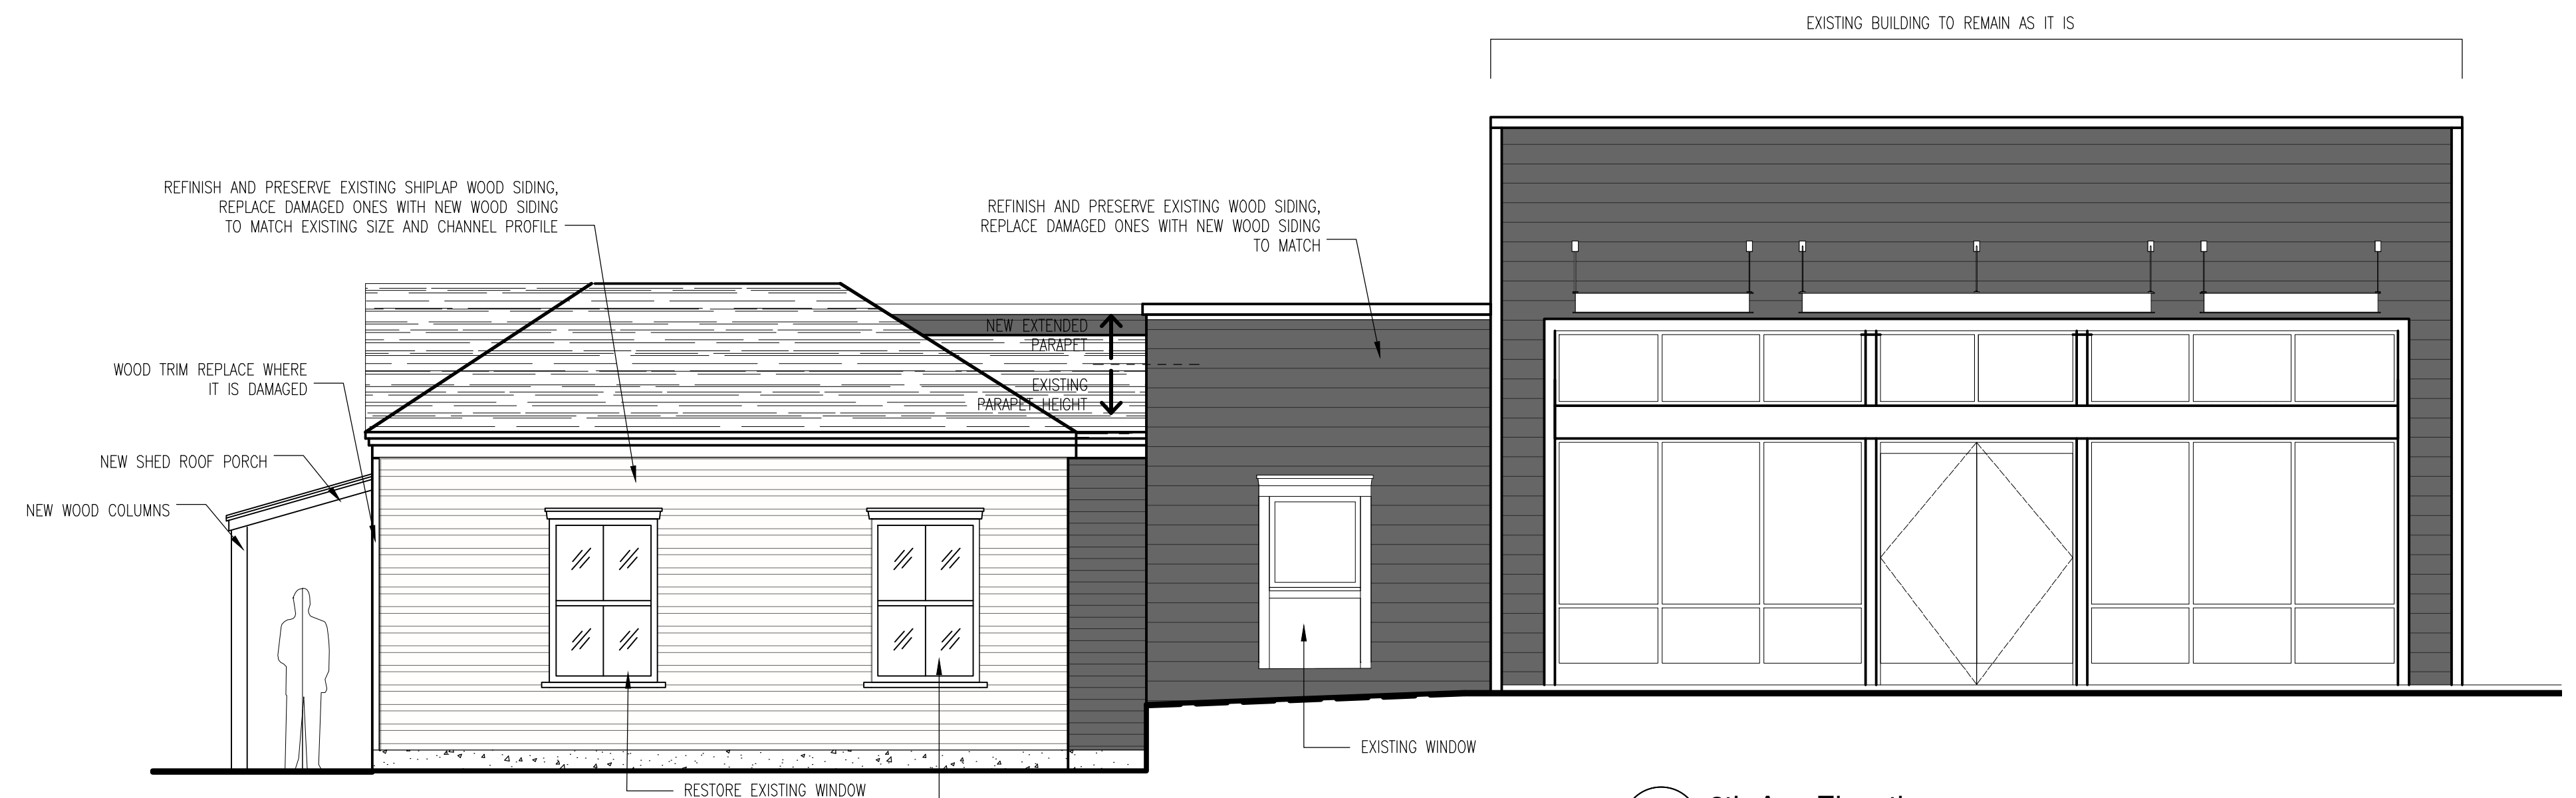 EXISTING BUILDING TO REMAIN AS IT IS
REFINISH AND PRESERVE EXISTING SHIPLAP WOOD SIDING,
REPLACE DAMAGED ONES WITH NEW WOOD SIDING
TO MATCH EXISTING SIZE AND CHANNEL PROFILE
REFINISH AND PRESERVE EXISTING WOOD SIDING,
REPLACE DAMAGED ONES WITH NEW WOOD SIDING
TO MATCH
NEW EXTENDED
PARAPET
EXISTING
PARAPET HEIGHT
WOOD TRIM REPLACE WHERE
IT IS DAMAGED
NEW SHED ROOF PORCH
NEW WOOD COLUMNS
EXISTING WINDOW
RESTORE EXISTING WINDOW